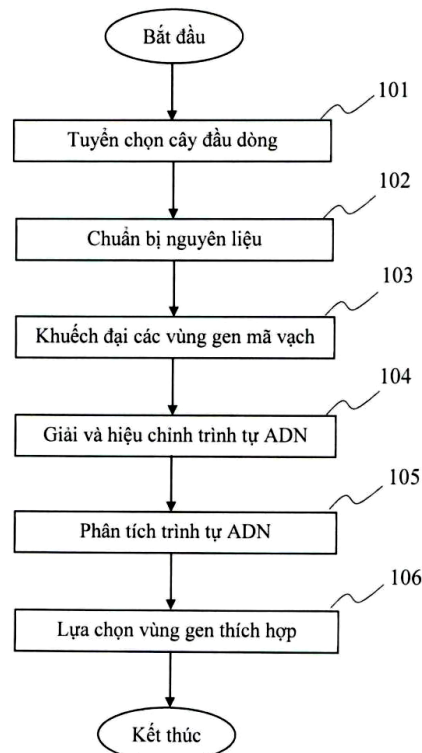 Bắt đầu
101
Tuyển chọn cây đầu dòng
102
Chuẩn bị nguyên liệu
103
Khuếch đại các vùng gen mã vạch
104
Giải và hiệu chỉnh trình tự ADN
105
Phân tích trình tự ADN
106
Lựa chọn vùng gen thích hợp
Kết thúc